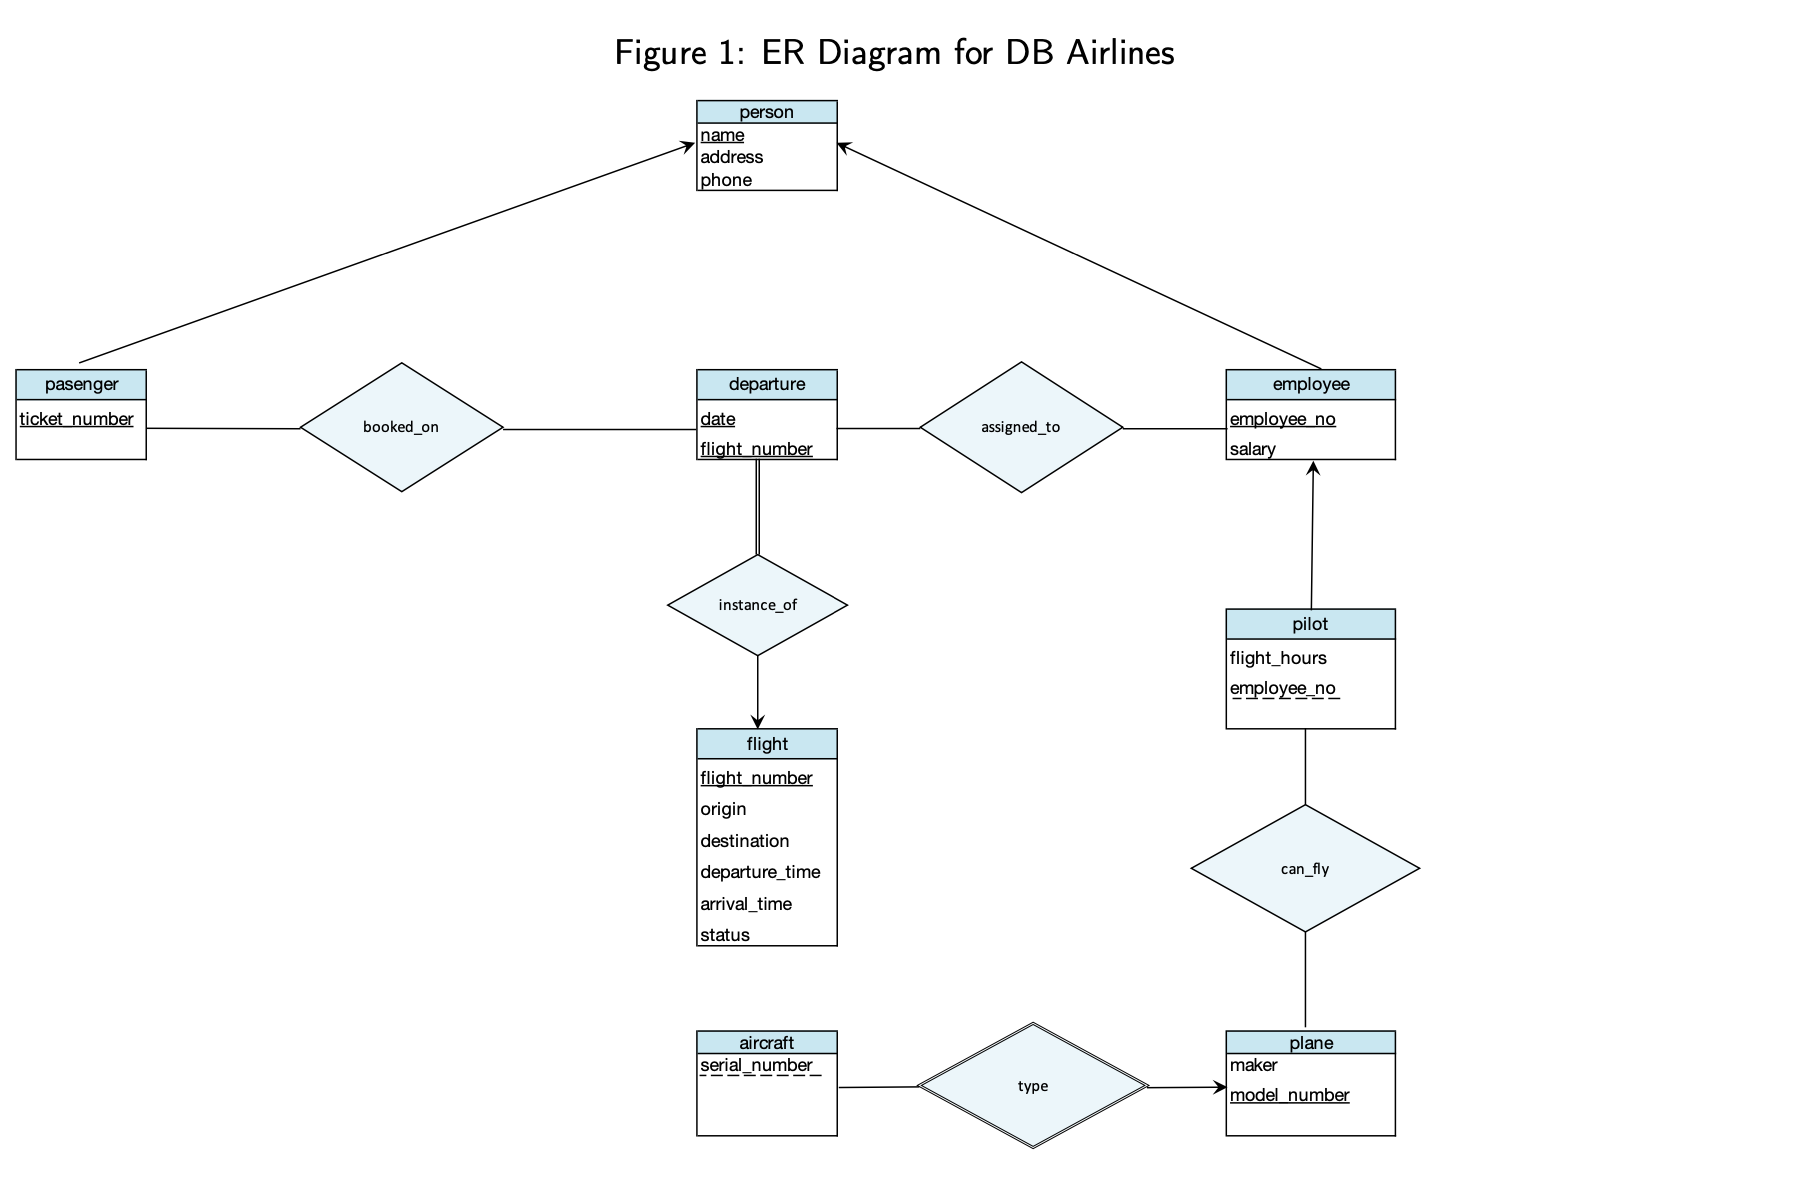 Figure 1: ER Diagram for DB Airlines
person
name
address
phone
pasenger
ticket_number
booked_on
departure
date
flight_number
assigned_to
employee
employee_no
salary
instance_of
pilot
flight_hours
employee_no
flight
flight_number
origin
destination
departure_time
arrival_time
status
can_fly
aircraft
serial_number
type
plane
maker
model_number